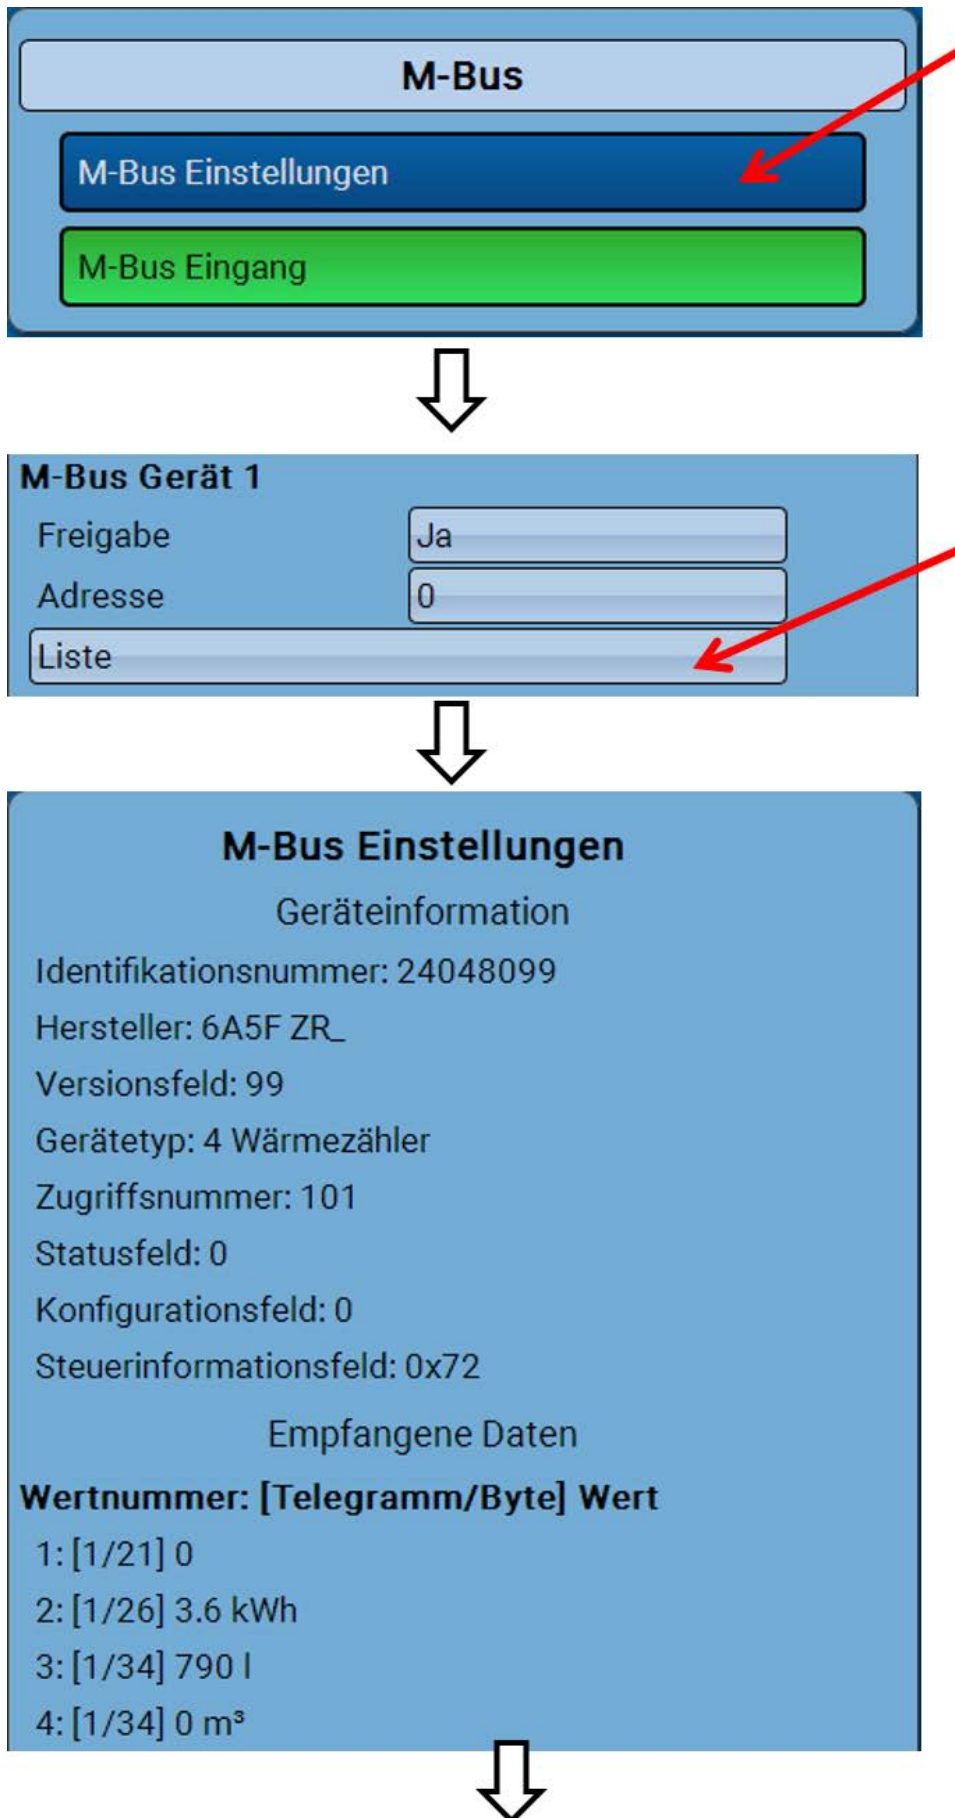 M-Bus
M-Bus Einstellungen
M-Bus Eingang
M-Bus Gerät 1
Freigabe Ja
Adresse 0
Liste
M-Bus Einstellungen
Geräteinformation
Identifikationsnummer: 24048099
Hersteller: 6A5F ZR_
Versionsfeld: 99
Gerätetyp: 4 Wärmezähler
Zugriffsnummer: 101
Statusfeld: 0
Konfigurationsfeld: 0
Steuerinformationsfeld: 0x72
Empfangene Daten
Wertnummer: [Telegramm/Byte] Wert
1: [1/21] 0
2: [1/26] 3.6 kWh
3: [1/34] 790 l
4: [1/34] 0 m³